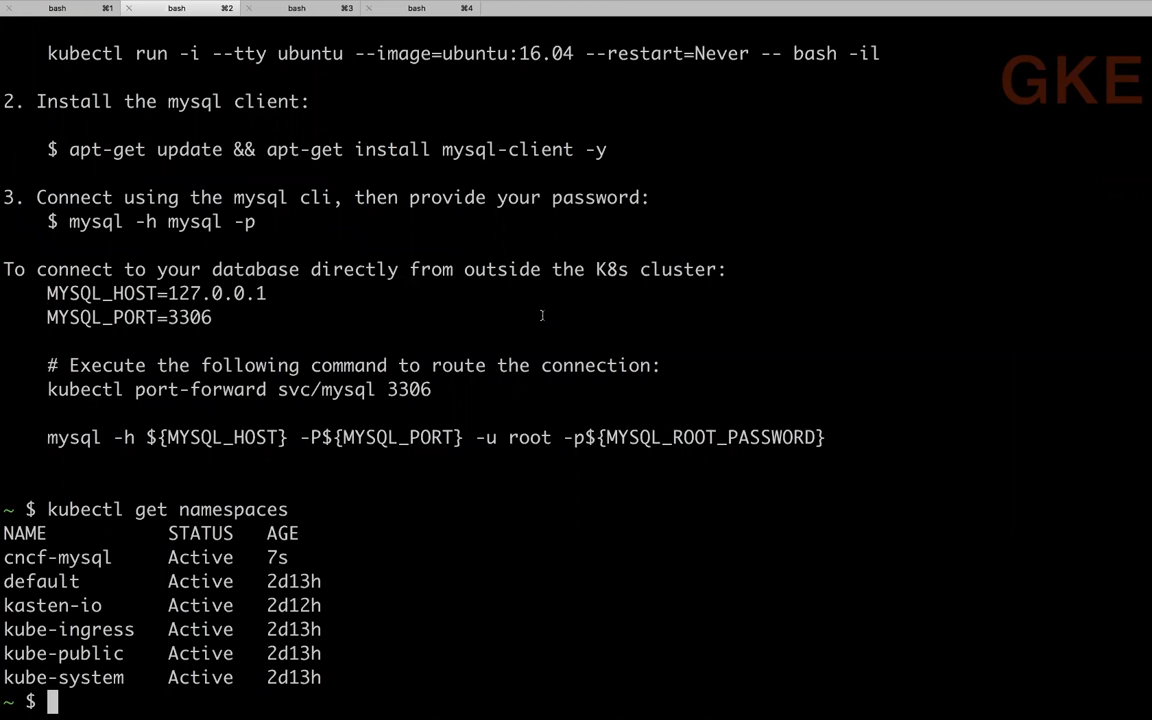 bash ⌘1 bash ⌘2 bash ⌘3 bash ⌘4
GKE
kubectl run -i --tty ubuntu --image=ubuntu:16.04 --restart=Never -- bash -il
2. Install the mysql client:
$ apt-get update && apt-get install mysql-client -y
3. Connect using the mysql cli, then provide your password:
$ mysql -h mysql -p
To connect to your database directly from outside the K8s cluster:
MYSQL_HOST=127.0.0.1
MYSQL_PORT=3306
# Execute the following command to route the connection:
kubectl port-forward svc/mysql 3306
mysql -h ${MYSQL_HOST} -P${MYSQL_PORT} -u root -p${MYSQL_ROOT_PASSWORD}
~ $ kubectl get namespaces
NAME STATUS AGE
cncf-mysql Active 7s
default Active 2d13h
kasten-io Active 2d12h
kube-ingress Active 2d13h
kube-public Active 2d13h
kube-system Active 2d13h
~ $